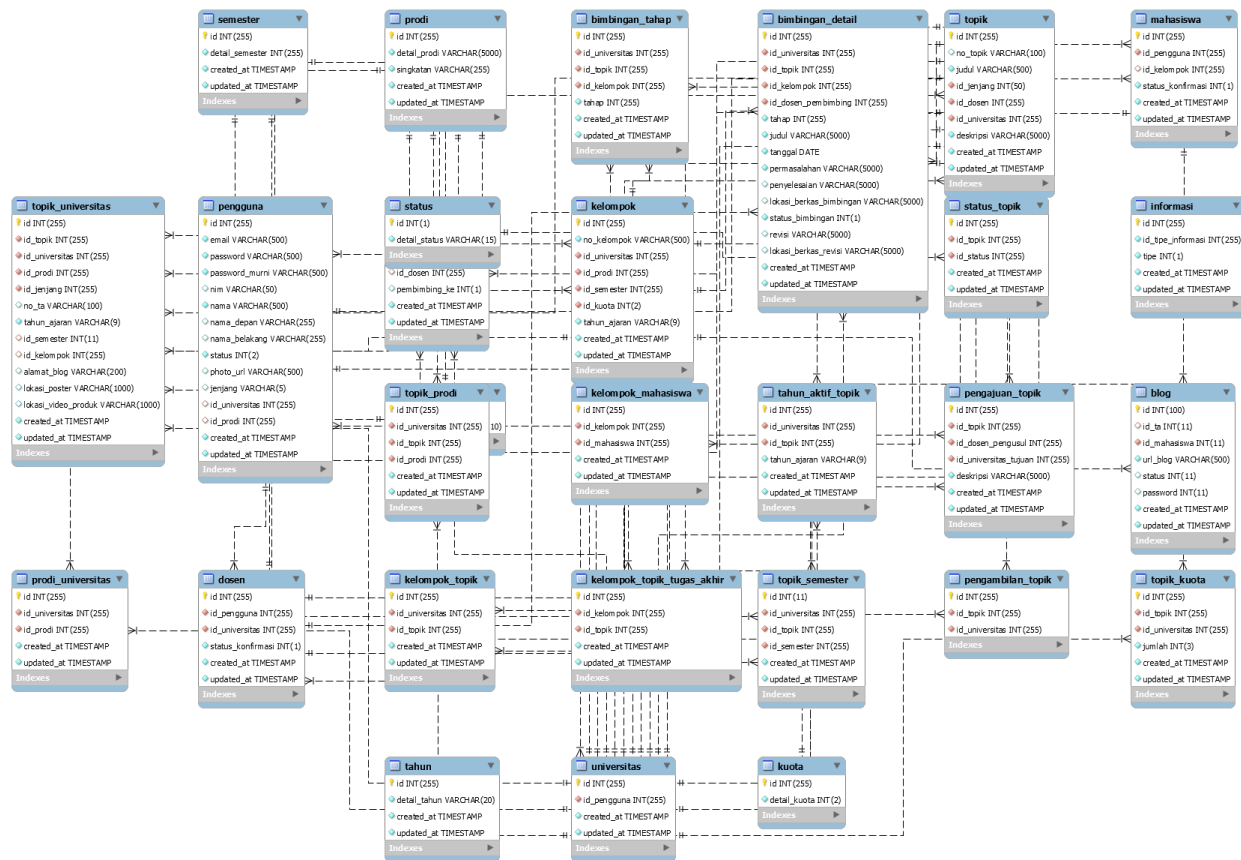 semester
id INT(255)
detail_semester INT(255)
created_at TIMESTAMP
updated_at TIMESTAMP
Indexes
prodi
id INT(255)
detail_prodi VARCHAR(5000)
singkatan VARCHAR(255)
created_at TIMESTAMP
updated_at TIMESTAMP
Indexes
bimbingan_tahap
id INT(255)
id_universitas INT(255)
id_topik INT(255)
id_kelompok INT(255)
tahap INT(255)
created_at TIMESTAMP
updated_at TIMESTAMP
Indexes
bimbingan_detail
id INT(255)
id_universitas INT(255)
id_topik INT(255)
id_kelompok INT(255)
id_dosen_pembimbing INT(255)
tahap INT(255)
judul VARCHAR(5000)
tanggal DATE
permasalahan VARCHAR(5000)
penyelesaian VARCHAR(5000)
lokasi_berkas_bimbingan VARCHAR(5000)
status_bimbingan INT(1)
revisi VARCHAR(5000)
lokasi_berkas_revisi VARCHAR(5000)
created_at TIMESTAMP
updated_at TIMESTAMP
Indexes
topik
id INT(255)
no_topik VARCHAR(100)
judul VARCHAR(500)
id_jenjang INT(50)
id_dosen INT(255)
id_universitas INT(255)
deskripsi VARCHAR(5000)
created_at TIMESTAMP
updated_at TIMESTAMP
Indexes
mahasiswa
id INT(255)
id_pengguna INT(255)
id_kelompok INT(255)
status_konfirmasi INT(1)
created_at TIMESTAMP
updated_at TIMESTAMP
Indexes
topik_universitas
id INT(255)
id_topik INT(255)
id_universitas INT(255)
id_prodi INT(255)
id_jenjang INT(255)
no_ta VARCHAR(100)
tahun_ajaran VARCHAR(9)
id_semester INT(11)
id_kelompok INT(255)
alamat_blog VARCHAR(200)
lokasi_poster VARCHAR(1000)
lokasi_video_produk VARCHAR(1000)
created_at TIMESTAMP
updated_at TIMESTAMP
Indexes
pengguna
id INT(255)
email VARCHAR(500)
password VARCHAR(500)
password_murni VARCHAR(500)
nim VARCHAR(50)
nama VARCHAR(500)
nama_depan VARCHAR(255)
nama_belakang VARCHAR(255)
status INT(2)
photo_url VARCHAR(500)
jenjang VARCHAR(5)
id_universitas INT(255)
id_prodi INT(255)
created_at TIMESTAMP
updated_at TIMESTAMP
Indexes
status
id INT(1)
detail_status VARCHAR(15)
Indexes
id_dosen INT(255)
pembimbing_ke INT(1)
created_at TIMESTAMP
updated_at TIMESTAMP
Indexes
kelompok
id INT(255)
no_kelompok VARCHAR(500)
id_universitas INT(255)
id_prodi INT(255)
id_semester INT(255)
id_kuota INT(2)
tahun_ajaran VARCHAR(9)
created_at TIMESTAMP
updated_at TIMESTAMP
Indexes
status_topik
id INT(255)
id_topik INT(255)
id_status INT(255)
created_at TIMESTAMP
updated_at TIMESTAMP
Indexes
informasi
id INT(255)
id_tipe_informasi INT(255)
tipe INT(1)
created_at TIMESTAMP
updated_at TIMESTAMP
Indexes
topik_prodi
id INT(255)
id_universitas INT(255)
id_topik INT(255)
id_prodi INT(255)
created_at TIMESTAMP
updated_at TIMESTAMP
Indexes
10)
kelompok_mahasiswa
id INT(255)
id_kelompok INT(255)
id_mahasiswa INT(255)
created_at TIMESTAMP
updated_at TIMESTAMP
Indexes
tahun_aktif_topik
id INT(255)
id_universitas INT(255)
id_topik INT(255)
tahun_ajaran VARCHAR(9)
created_at TIMESTAMP
updated_at TIMESTAMP
Indexes
pengajuan_topik
id INT(255)
id_topik INT(255)
id_dosen_pengusul INT(255)
id_universitas_tujuan INT(255)
deskripsi VARCHAR(5000)
created_at TIMESTAMP
updated_at TIMESTAMP
Indexes
blog
id INT(100)
id_ta INT(11)
id_mahasiswa INT(11)
url_blog VARCHAR(500)
status INT(11)
password INT(11)
created_at TIMESTAMP
updated_at TIMESTAMP
Indexes
prodi_universitas
id INT(255)
id_universitas INT(255)
id_prodi INT(255)
created_at TIMESTAMP
updated_at TIMESTAMP
Indexes
dosen
id INT(255)
id_pengguna INT(255)
id_universitas INT(255)
status_konfirmasi INT(1)
created_at TIMESTAMP
updated_at TIMESTAMP
Indexes
kelompok_topik
id INT(255)
id_universitas INT(255)
id_topik INT(255)
created_at TIMESTAMP
updated_at TIMESTAMP
Indexes
kelompok_topik_tugas_akhir
id INT(255)
id_kelompok INT(255)
id_topik INT(255)
created_at TIMESTAMP
updated_at TIMESTAMP
Indexes
topik_semester
id INT(11)
id_universitas INT(255)
id_topik INT(255)
id_semester INT(255)
created_at TIMESTAMP
updated_at TIMESTAMP
Indexes
pengambilan_topik
id INT(255)
id_topik INT(255)
id_universitas INT(255)
Indexes
topik_kuota
id INT(255)
id_topik INT(255)
id_universitas INT(255)
jumlah INT(3)
created_at TIMESTAMP
updated_at TIMESTAMP
Indexes
tahun
id INT(255)
detail_tahun VARCHAR(20)
created_at TIMESTAMP
updated_at TIMESTAMP
Indexes
universitas
id INT(255)
id_pengguna INT(255)
created_at TIMESTAMP
updated_at TIMESTAMP
Indexes
kuota
id INT(255)
detail_kuota INT(2)
Indexes